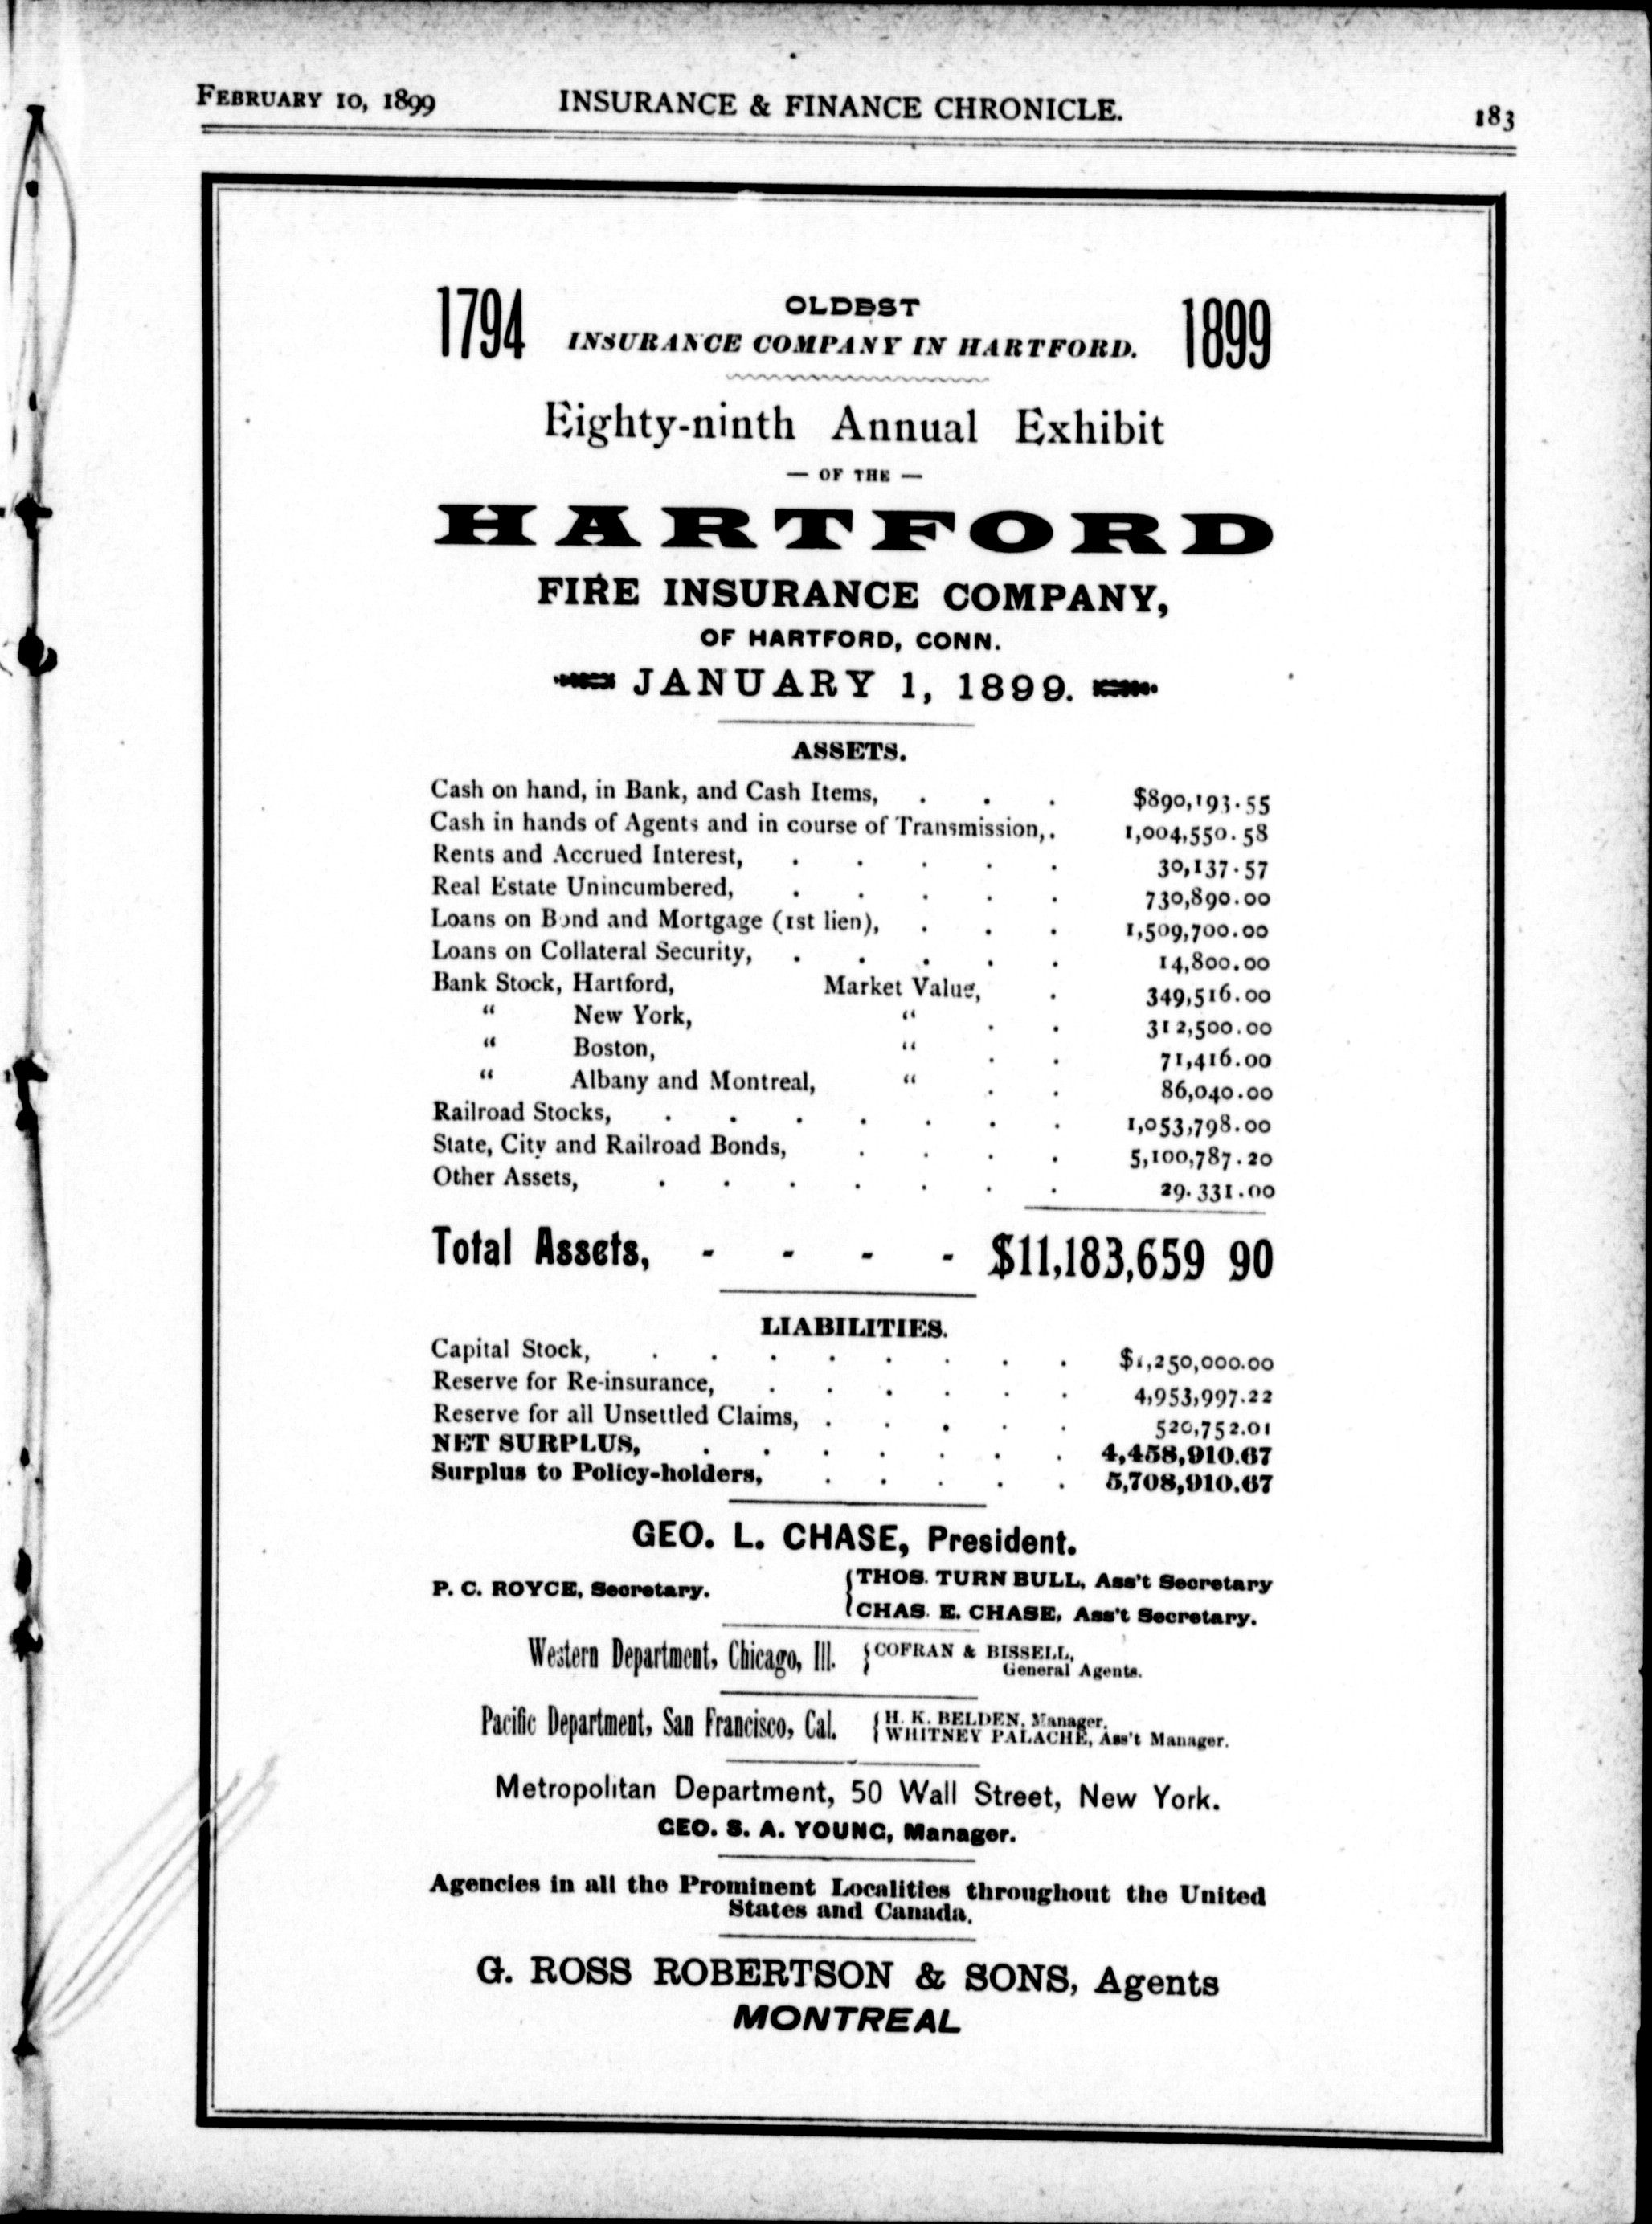 FEBRUARY 10, 1899 INSURANCE & FINANCE CHRONICLE. 183
1794 OLDEST 1899
INSURANCE COMPANY IN HARTFORD.
Eighty-ninth Annual Exhibit
— OF THE —
HARTFORD
FIRE INSURANCE COMPANY,
OF HARTFORD, CONN.
JANUARY 1, 1899.
ASSETS.
Cash on hand, in Bank, and Cash Items, . . . $890,193.55
Cash in hands of Agents and in course of Transmission,. 1,004,550.58
Rents and Accrued Interest, . . . . . 30,137.57
Real Estate Unincumbered, . . . . . 730,890.00
Loans on Bond and Mortgage (1st lien), . . . 1,509,700.00
Loans on Collateral Security, . . . . . 14,800.00
Bank Stock, Hartford, Market Value, . 349,516.00
“ New York, “ . . 312,500.00
“ Boston, “ . . 71,416.00
“ Albany and Montreal, “ . . 86,040.00
Railroad Stocks, . . . . . . . 1,053,798.00
State, City and Railroad Bonds, . . . . 5,100,787.20
Other Assets, . . . . . . . 29.331.00
Total Assets, - - - - $11,183,659 90
LIABILITIES.
Capital Stock, . . . . . . . . $1,250,000.00
Reserve for Re-insurance, . . . . . . 4,953,997.22
Reserve for all Unsettled Claims, . . . . . 520,752.01
NET SURPLUS, . . . . . . . 4,458,910.67
Surplus to Policy-holders, . . . . . 5,708,910.67
GEO. L. CHASE, President.
P. C. ROYCE, Secretary. {THOS. TURNBULL, Ass't Secretary
{CHAS. E. CHASE, Ass't Secretary.
Western Department, Chicago, Ill. {COFRAN & BISSELL,
General Agents.
Pacific Department, San Francisco, Cal. {H. K. BELDEN, Manager.
WHITNEY PALACHE, Ass't Manager.
Metropolitan Department, 50 Wall Street, New York.
GEO. S. A. YOUNG, Manager.
Agencies in all the Prominent Localities throughout the United
States and Canada.
G. ROSS ROBERTSON & SONS, Agents
MONTREAL